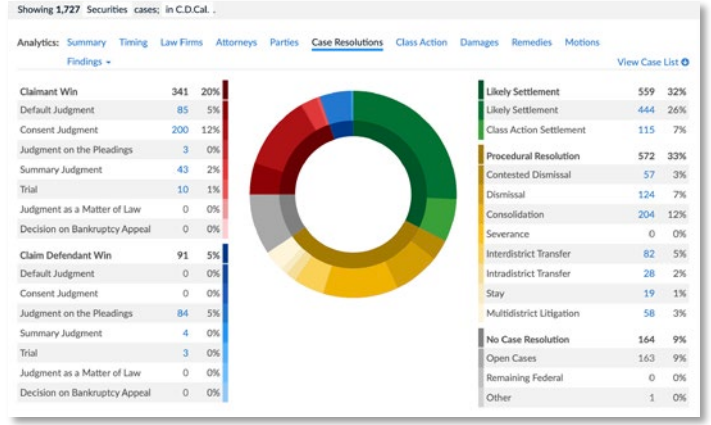 Showing 1,727 Securities cases; in C.D.Cal. .
Analytics: Summary Timing Law Firms Attorneys Parties Case Resolutions Class Action Damages Remedies Motions
Findings
View Case List
Claimant Win 341 20%
Default Judgment 85 5%
Consent Judgment 200 12%
Judgment on the Pleadings 3 0%
Summary Judgment 43 2%
Trial 10 1%
Judgment as a Matter of Law 0 0%
Decision on Bankruptcy Appeal 0 0%
Claim Defendant Win 91 5%
Default Judgment 0 0%
Consent Judgment 0 0%
Judgment on the Pleadings 84 5%
Summary Judgment 4 0%
Trial 3 0%
Judgment as a Matter of Law 0 0%
Decision on Bankruptcy Appeal 0 0%
Likely Settlement 559 32%
Likely Settlement 444 26%
Class Action Settlement 115 7%
Procedural Resolution 572 33%
Contested Dismissal 57 3%
Dismissal 124 7%
Consolidation 204 12%
Severance 0 0%
Interdistrict Transfer 82 5%
Intradistrict Transfer 28 2%
Stay 19 1%
Multidistrict Litigation 58 3%
No Case Resolution 164 9%
Open Cases 163 9%
Remaining Federal 0 0%
Other 1 0%